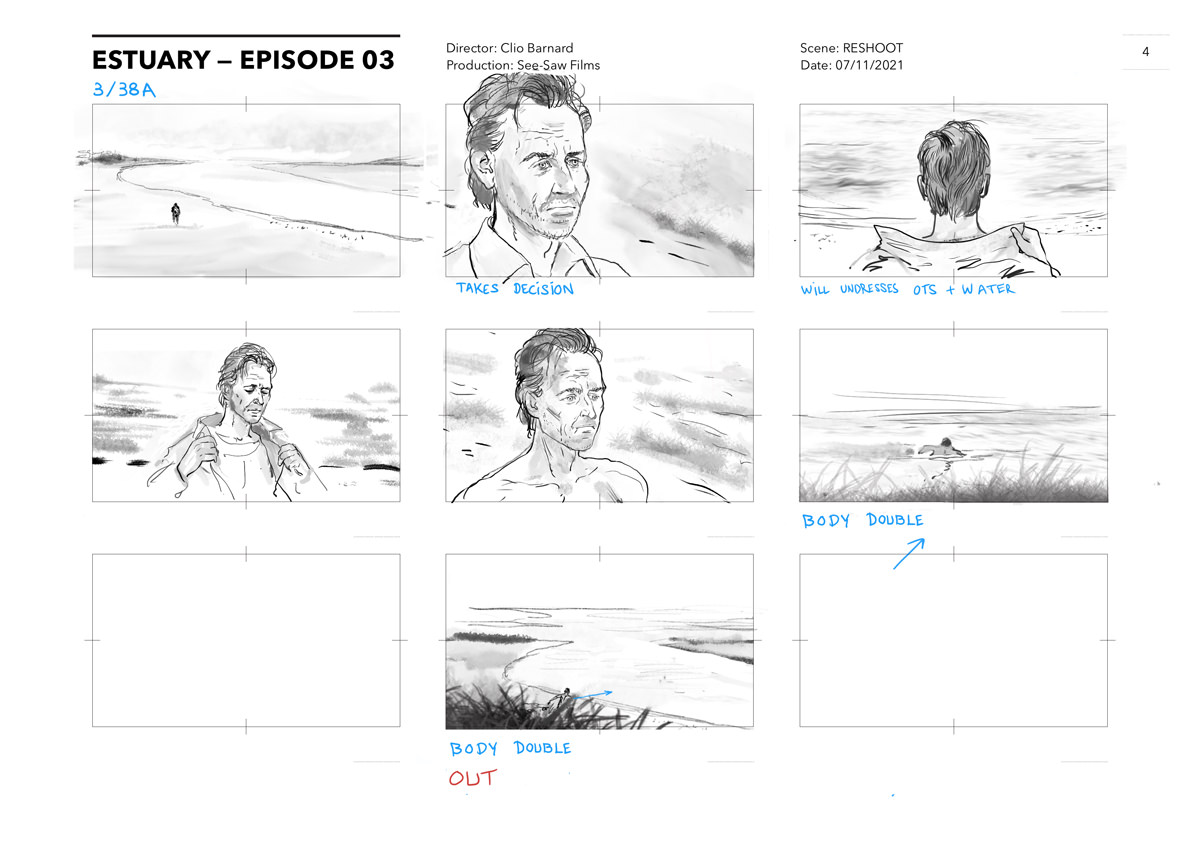 ESTUARY – EPISODE 03
Director: Clio Barnard
Production: See-Saw Films
Scene: RESHOOT
Date: 07/11/2021
4
3/38A
TAKES DECISION
WILL UNDRESSES OTS + WATER
BODY DOUBLE
BODY DOUBLE
OUT